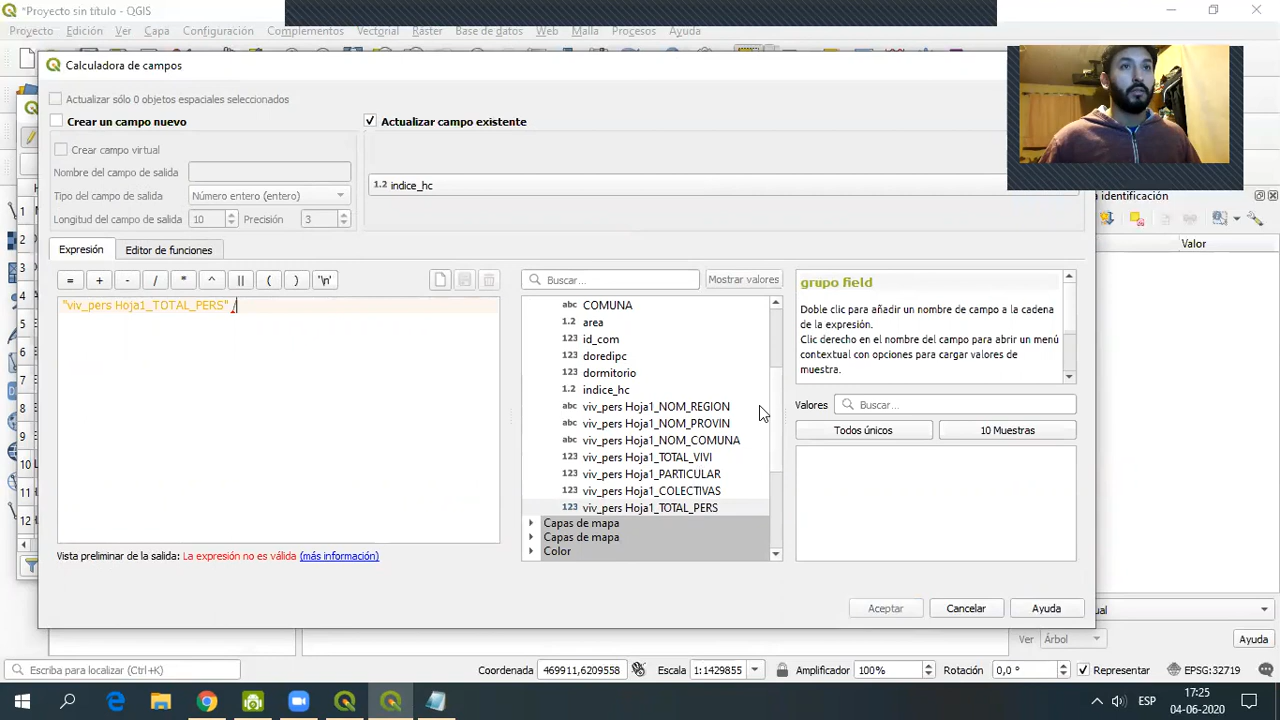 *Proyecto sin título - QGIS
Proyecto Edición Ver Capa Configuración Complementos Vectorial Ráster Base de datos Web Malla Procesos Ayuda
Calculadora de campos
Actualizar sólo 0 objetos espaciales seleccionados
Crear un campo nuevo
Actualizar campo existente
Crear campo virtual
Nombre del campo de salida
1.2 indice_hc
Tipo del campo de salida Número entero (entero)
Longitud del campo de salida 10 Precisión 3
a identificación
Valor
Expresión Editor de funciones
= + - / * ^ || ( ) '\n'
Buscar...
Mostrar valores
"viv_pers Hoja1_TOTAL_PERS" /
abc COMUNA
1.2 area
123 id_com
123 doredipc
123 dormitorio
1.2 indice_hc
abc viv_pers Hoja1_NOM_REGION
abc viv_pers Hoja1_NOM_PROVIN
abc viv_pers Hoja1_NOM_COMUNA
123 viv_pers Hoja1_TOTAL_VIVI
123 viv_pers Hoja1_PARTICULAR
123 viv_pers Hoja1_COLECTIVAS
123 viv_pers Hoja1_TOTAL_PERS
Capas de mapa
Capas de mapa
Color
grupo field
Doble clic para añadir un nombre de campo a la cadena
de la expresión.
Clic derecho en el nombre del campo para abrir un menú
contextual con opciones para cargar valores de
muestra.
Valores Buscar...
Todos únicos 10 Muestras
Vista preliminar de la salida: La expresión no es válida (más información)
Aceptar Cancelar Ayuda
ual
Ver Árbol Ayuda
Escriba para localizar (Ctrl+K)
Coordenada 469911,6209558 Escala 1:1429855 Amplificador 100% Rotación 0,0 ° Representar EPSG:32719
ESP
17:25
04-06-2020